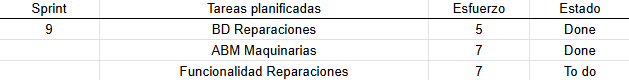 Sprint Tareas planificadas Esfuerzo Estado
9 BD Reparaciones 5 Done
ABM Maquinarias 7 Done
Funcionalidad Reparaciones 7 To do